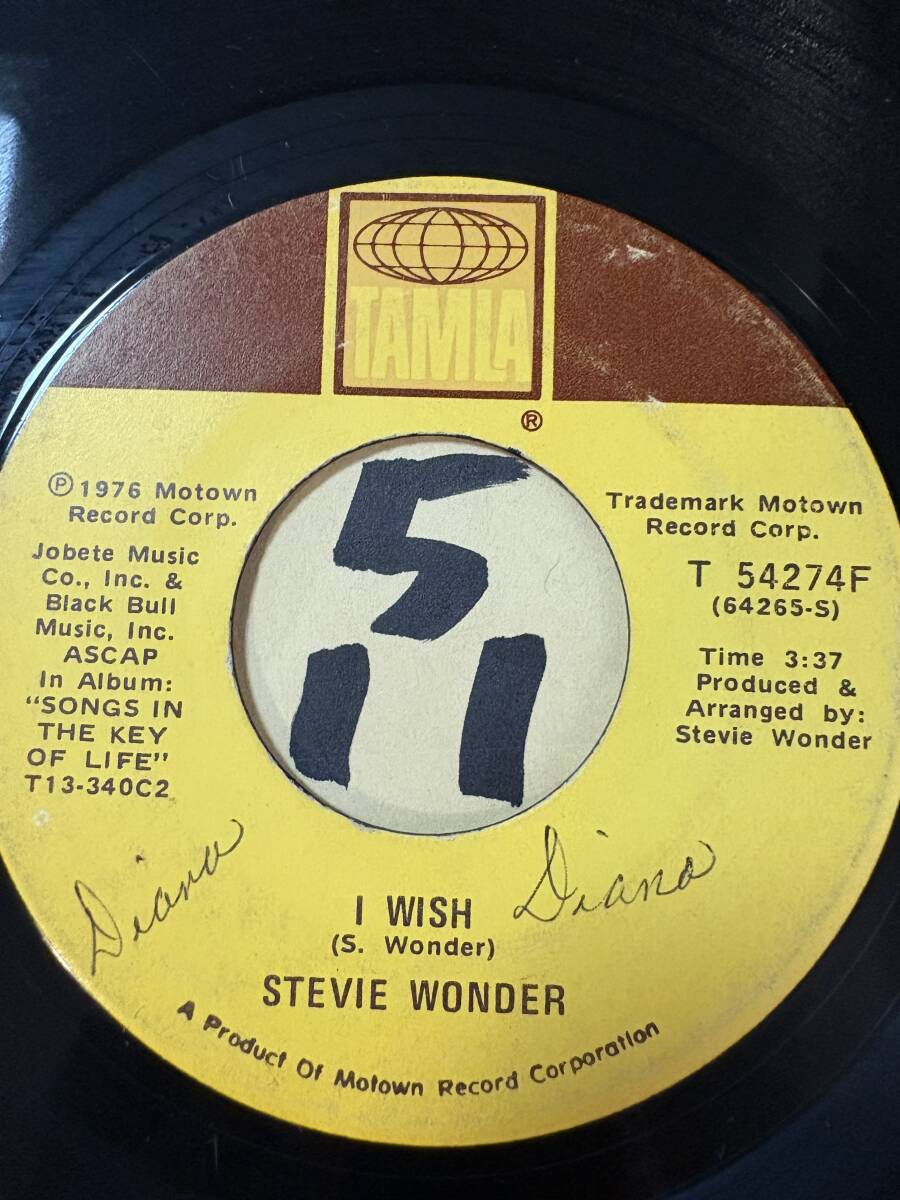 TAMLA
®
℗ 1976 Motown
Record Corp.
Jobete Music
Co., Inc. &
Black Bull
Music, Inc.
ASCAP
In Album:
"SONGS IN
THE KEY
OF LIFE"
T13-340C2
5
11
Trademark Motown
Record Corp.
T 54274F
(64265-S)
Time 3:37
Produced &
Arranged by:
Stevie Wonder
Diana
Diana
I WISH
(S. Wonder)
STEVIE WONDER
A Product Of Motown Record Corporation